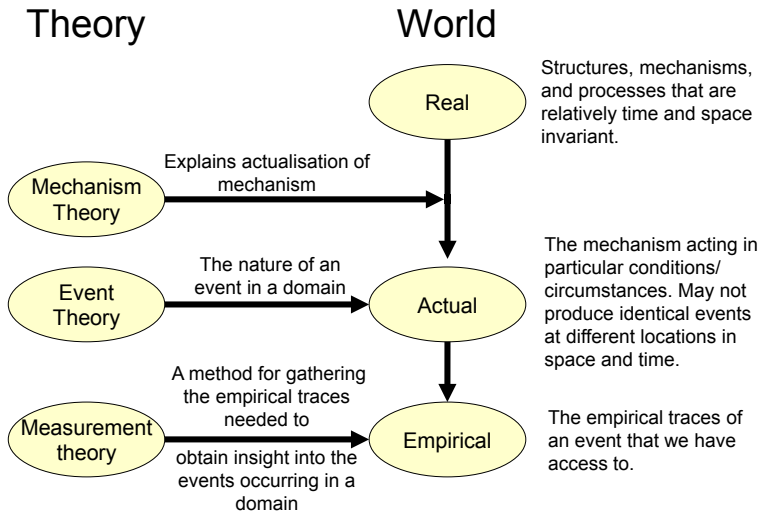 Theory
World
Real
Structures, mechanisms,
and processes that are
relatively time and space
invariant.
Explains actualisation of
mechanism
Mechanism
Theory
The nature of an
event in a domain
Event
Theory
Actual
The mechanism acting in
particular conditions/
circumstances. May not
produce identical events
at different locations in
space and time.
A method for gathering
the empirical traces
needed to
obtain insight into the
events occurring in a
domain
Measurement
theory
Empirical
The empirical traces of
an event that we have
access to.